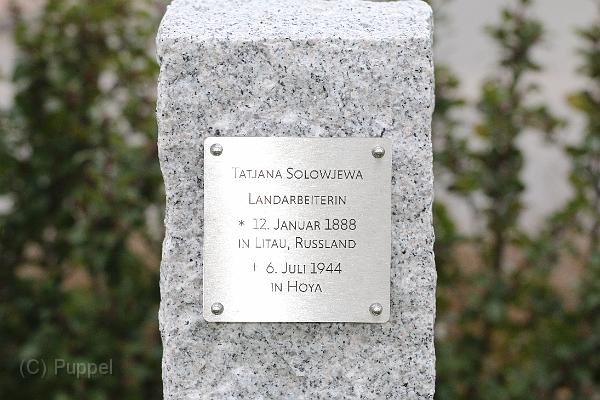 Tatjana Solowjewa
Landarbeiterin
* 12. Januar 1888
in Litau, Russland
† 6. Juli 1944
in Hoya
(C) Puppel